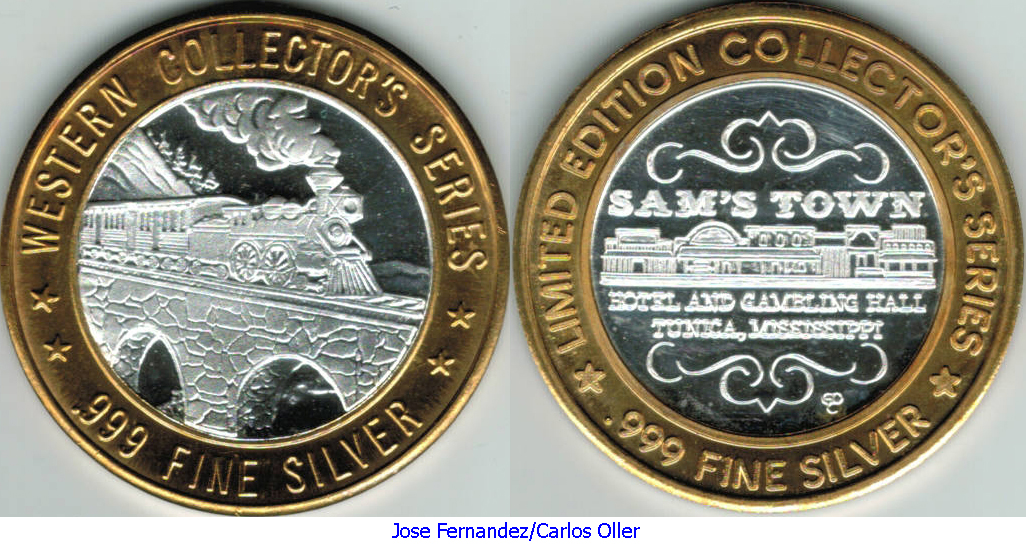 WESTERN COLLECTOR'S SERIES
.999 FINE SILVER
LIMITED EDITION COLLECTOR'S SERIES
SAM'S TOWN
HOTEL AND GAMBLING HALL
TUNICA, MISSISSIPPI
.999 FINE SILVER
Jose Fernandez/Carlos Oller